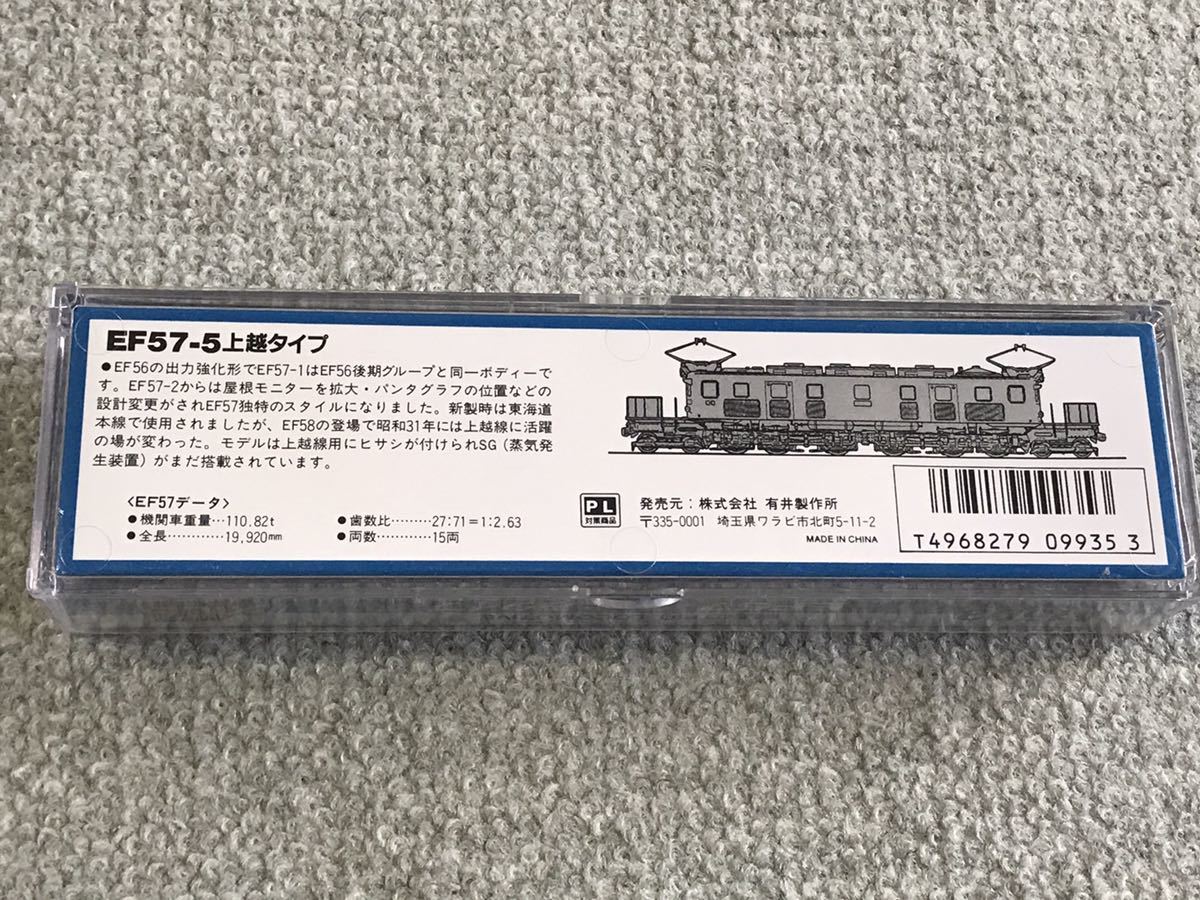 EF57-5上越タイプ
●EF56の出力強化形でEF57-1はEF56後期グループと同一ボディーで
す。EF57-2からは屋根モニターを拡大・パンタグラフの位置などの
設計変更がされEF57独特のスタイルになりました。新製時は東海道
本線で使用されましたが、EF58の登場で昭和31年には上越線に活躍
の場が変わった。モデルは上越線用にヒサシが付けられSG(蒸気発
生装置)がまだ搭載されています。
〈EF57データ〉
●機関車重量…110.82t
●全長…………19,920mm
●歯数比………27:71=1:2.63
●両数…………15両
PL
対策商品
発売元:株式会社 有井製作所
〒335-0001 埼玉県ワラビ市北町5-11-2
MADE IN CHINA
T4968279 09935 3